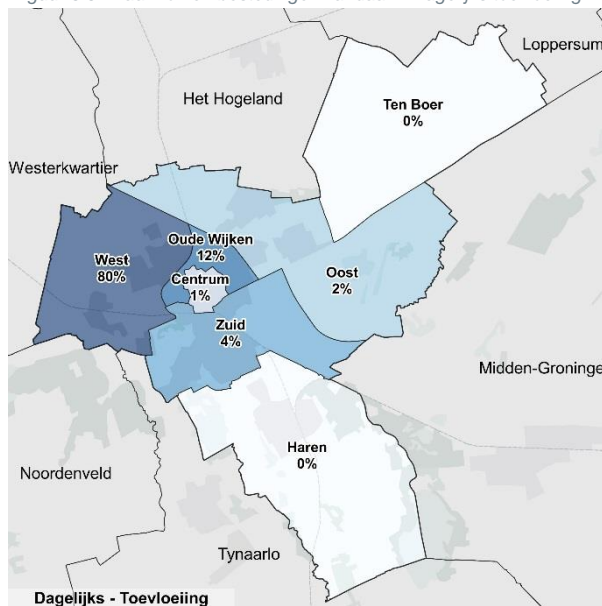 Loppersum
Het Hogeland
Ten Boer
0%
Westerkwartier
Oude Wijken
12%
West
80%
Centrum
1%
Oost
2%
Zuid
4%
Midden-Groninge
Haren
0%
Noordenveld
Tynaarlo
Dagelijks - Toevloeiing